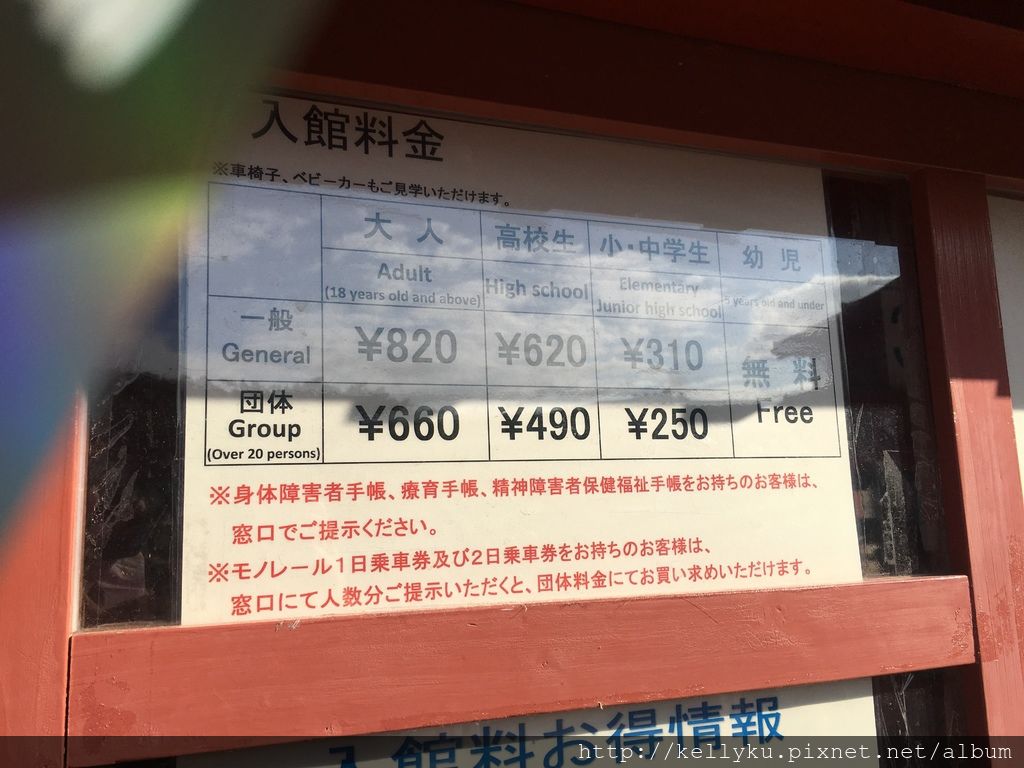 入館料金
※車椅子、ベビーカーもご見学いただけます。
大人 高校生 小・中学生 幼児
Adult High school Elementary
(18 years old and above) Junior high school 5 years old and under
一般
General ¥820 ¥620 ¥310 無料
団体 Free
Group ¥660 ¥490 ¥250
(Over 20 persons)
※身体障害者手帳、療育手帳、精神障害者保健福祉手帳をお持ちのお客様は、
窓口でご提示ください。
※モノレール1日乗車券及び2日乗車券をお持ちのお客様は、
窓口にて人数分ご提示いただくと、団体料金にてお買い求めいただけます。
入館料お得情報
http://kellyku.pixnet.net/album